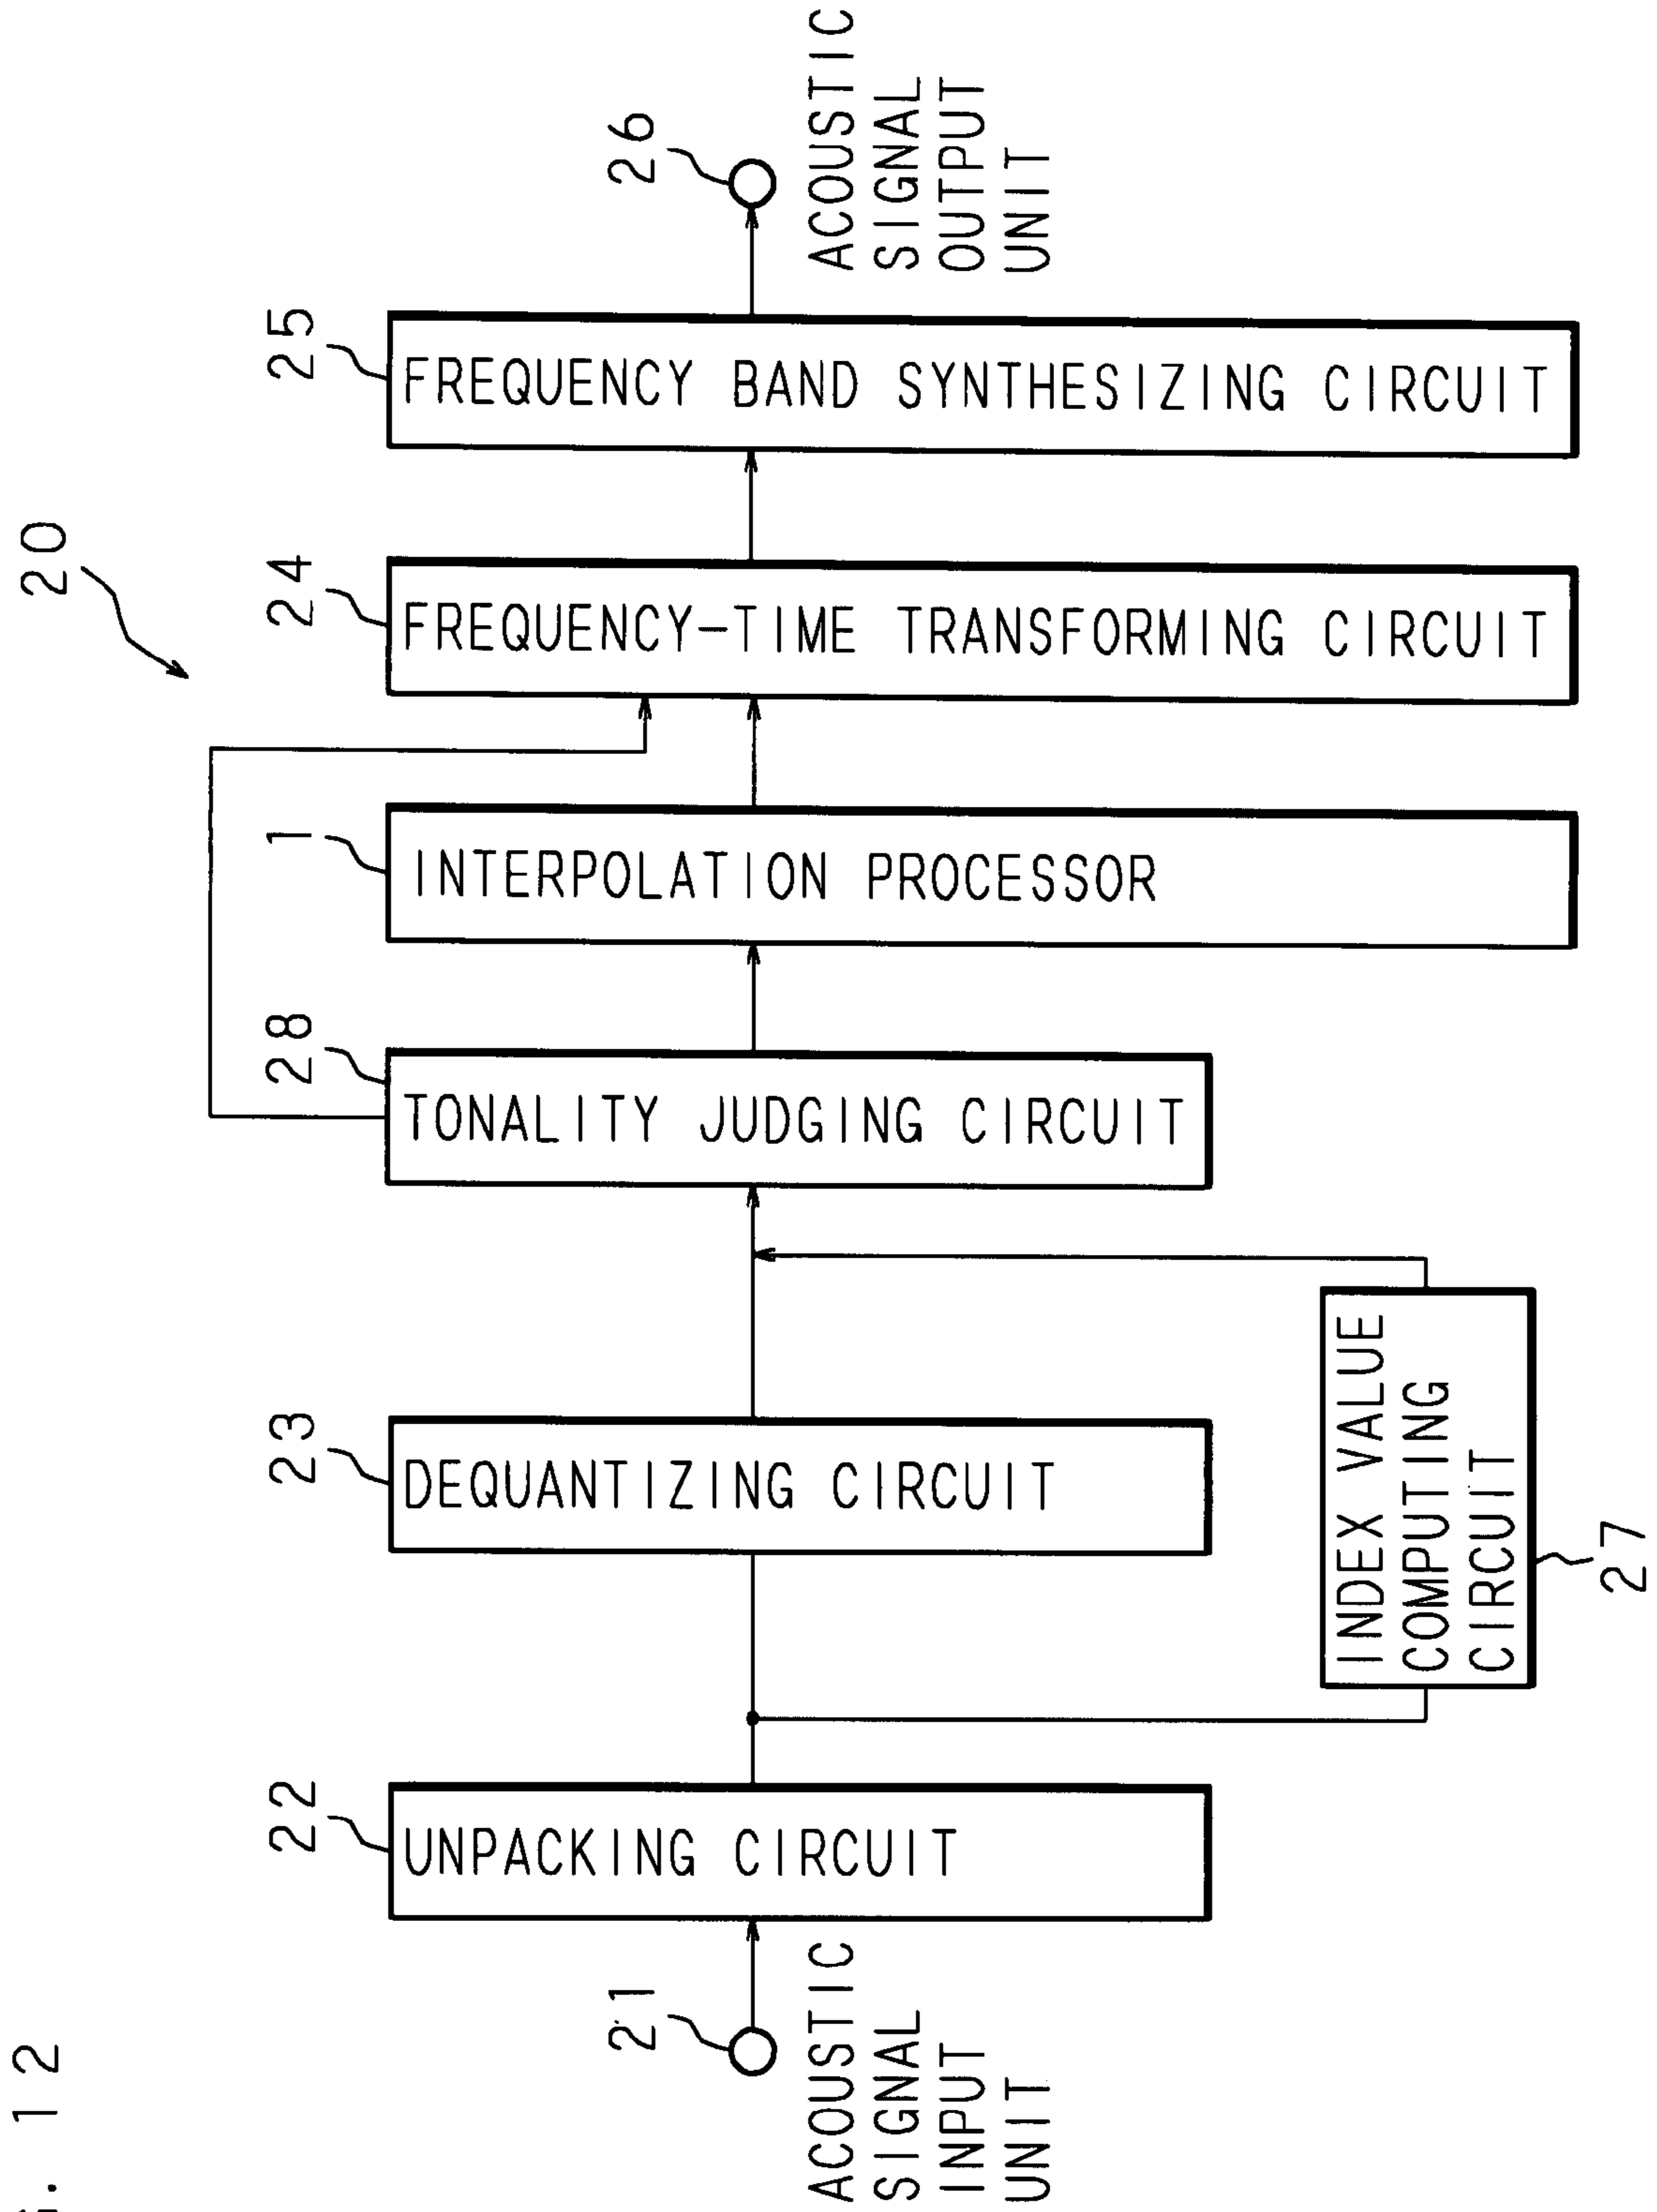 . 12
20
21
ACOUSTIC
SIGNAL
INPUT
UNIT
22
UNPACKING CIRCUIT
23
DEQUANTIZING CIRCUIT
INDEX VALUE
COMPUTING
CIRCUIT
27
28
TONALITY JUDGING CIRCUIT
1
INTERPOLATION PROCESSOR
24
FREQUENCY-TIME TRANSFORMING CIRCUIT
25
FREQUENCY BAND SYNTHESIZING CIRCUIT
26
ACOUSTIC
SIGNAL
OUTPUT
UNIT